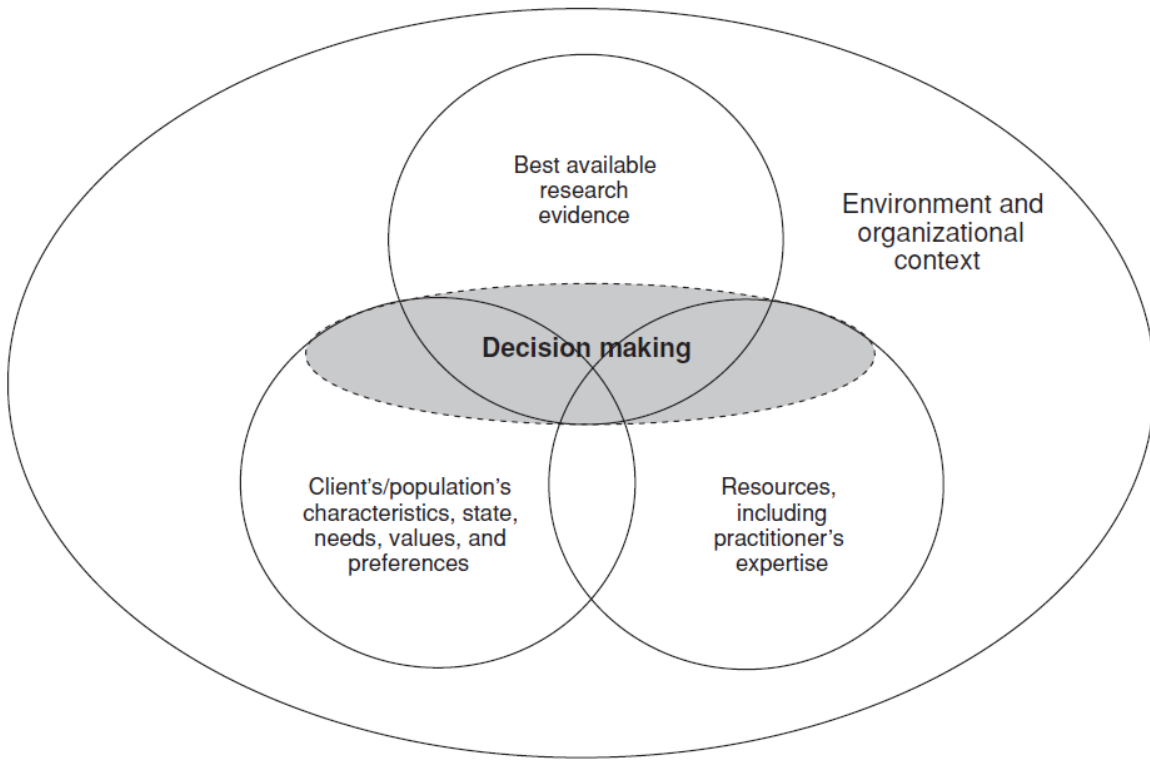 Best available
research
evidence
Environment and
organizational
context
Decision making
Client’s/population’s
characteristics, state,
needs, values, and
preferences
Resources,
including
practitioner’s
expertise